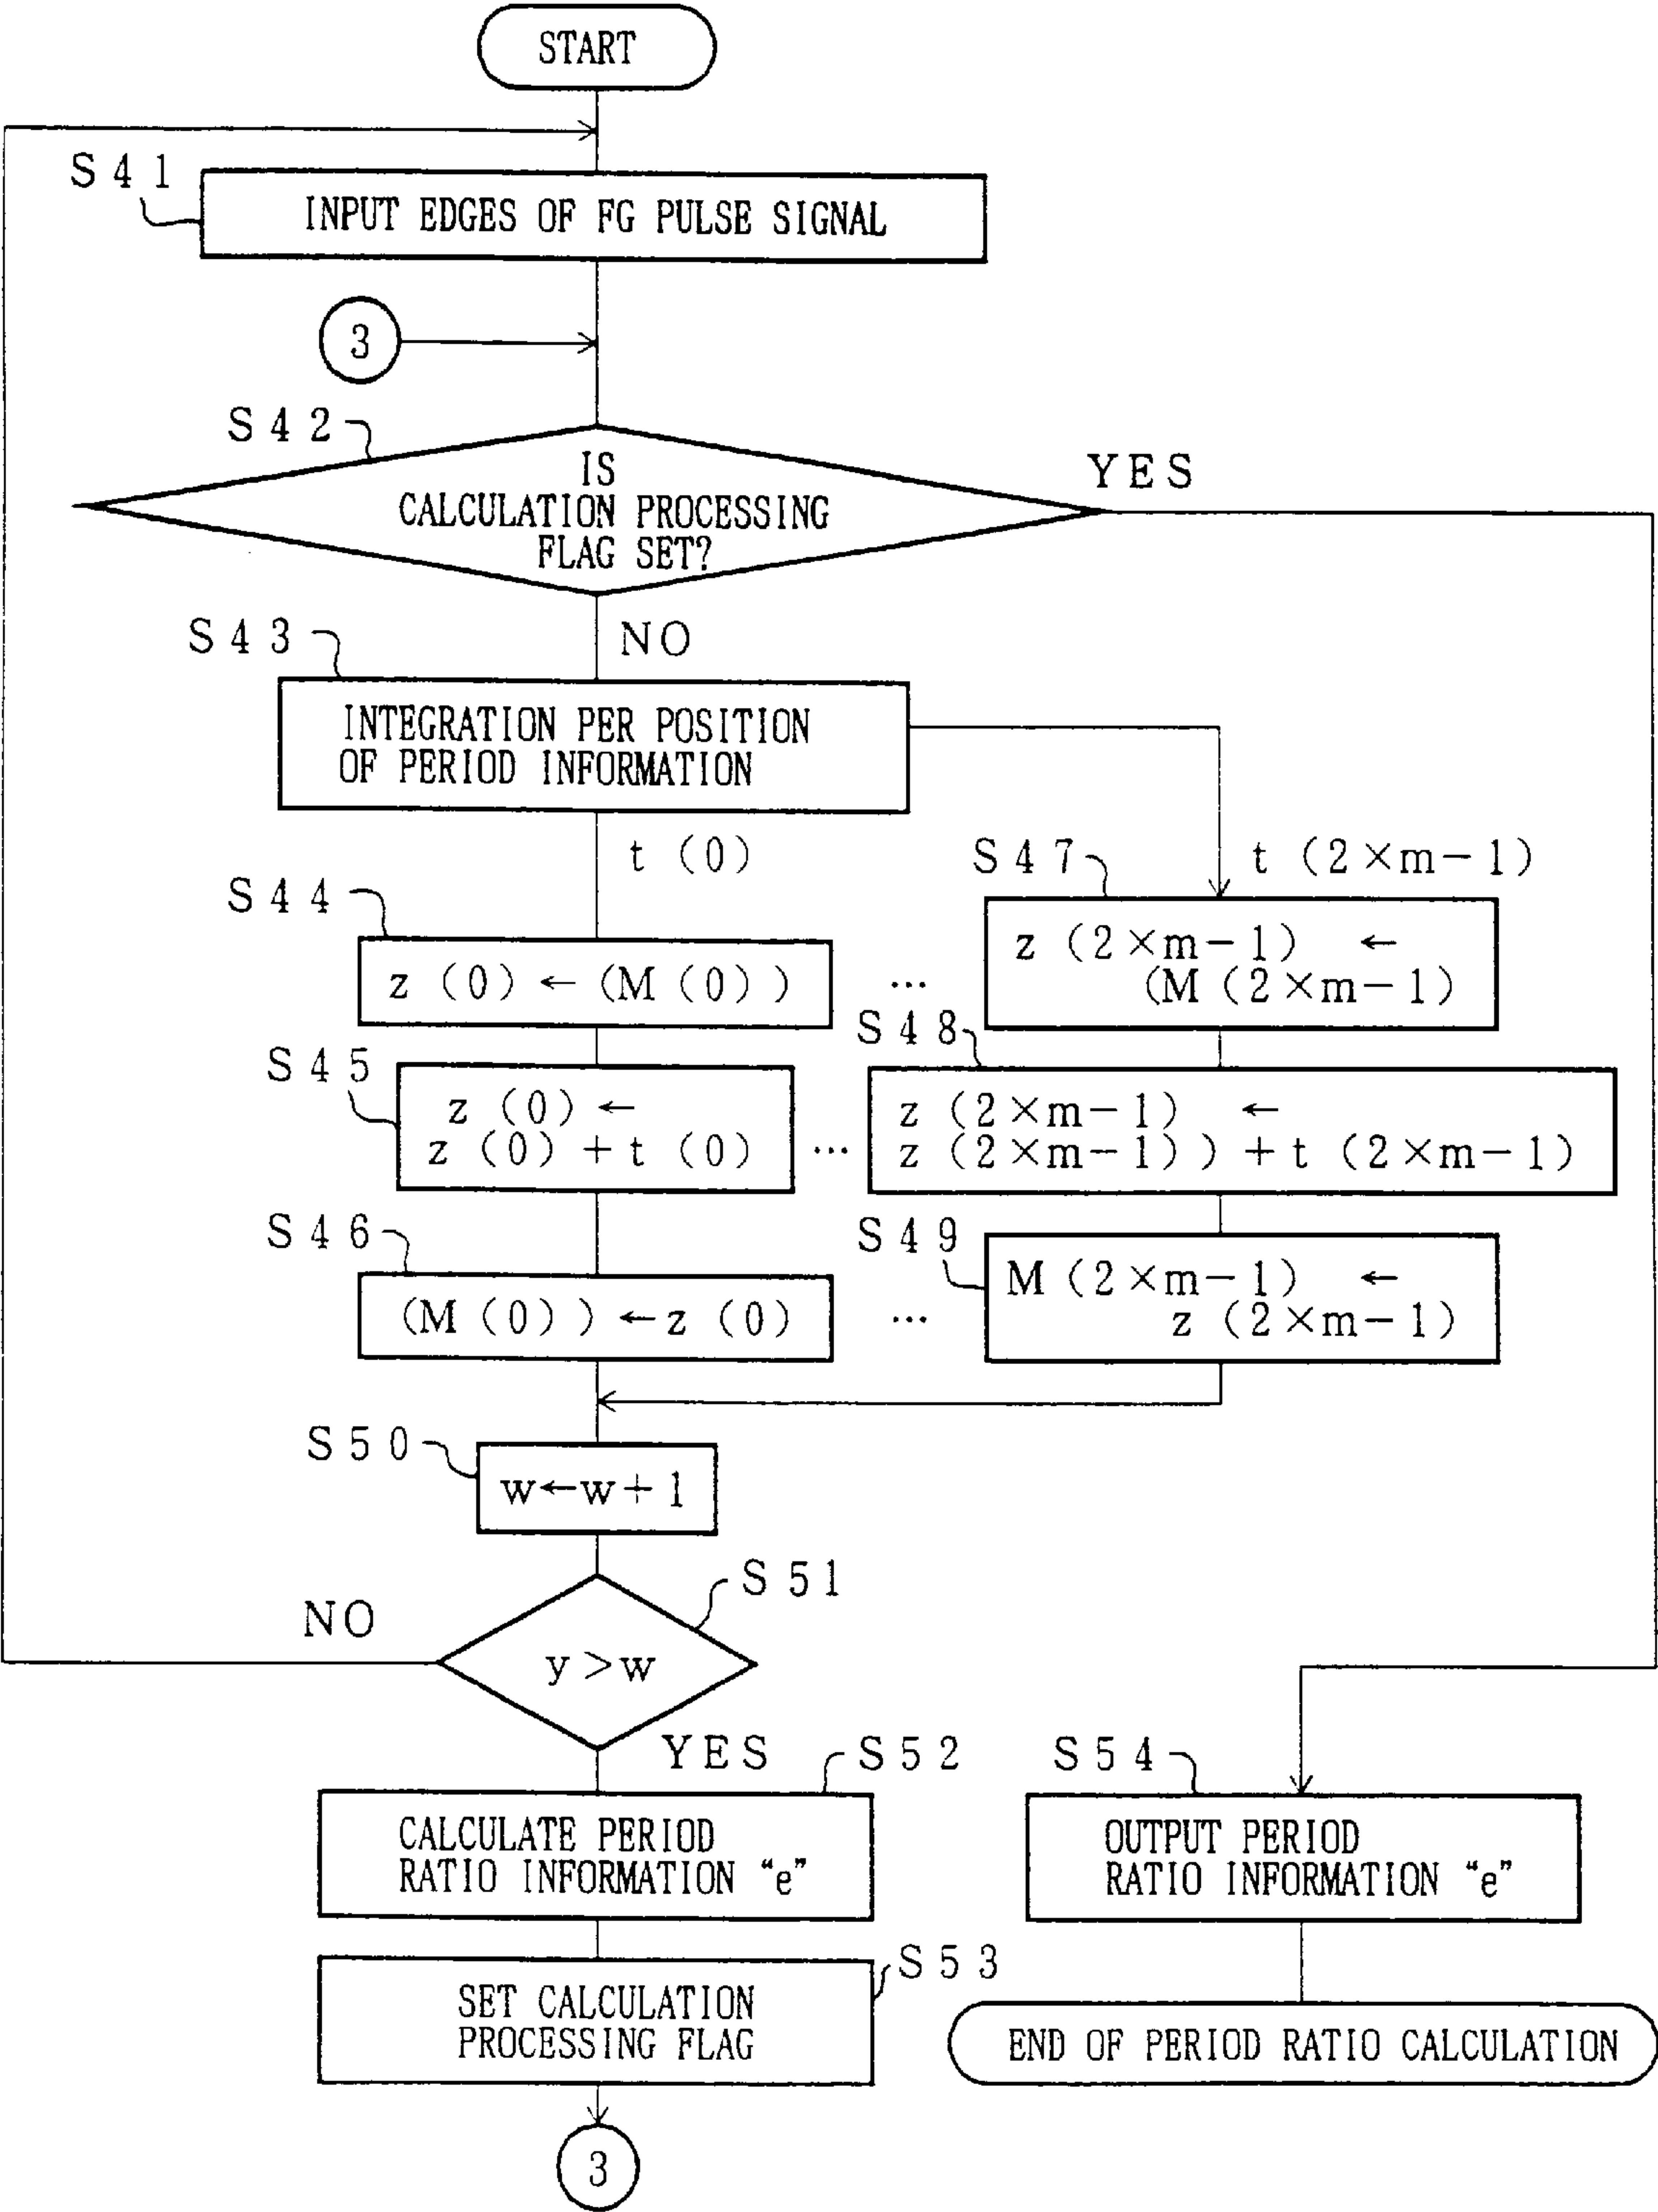 START
S41
INPUT EDGES OF FG PULSE SIGNAL
3
S42
IS
CALCULATION PROCESSING
FLAG SET?
YES
NO
S43
INTEGRATION PER POSITION
OF PERIOD INFORMATION
t (0)
S47
t (2×m-1)
S44
z (0) ← (M (0))
...
z (2×m-1) ←
(M (2×m-1)
S45
z (0) ←
z (0) + t (0)
...
S48
z (2×m-1) ←
z (2×m-1)) + t (2×m-1)
S46
(M (0)) ← z (0)
...
S49
M (2×m-1) ←
z (2×m-1)
S50
w←w+1
S51
NO
y>w
YES
S52
CALCULATE PERIOD
RATIO INFORMATION “e”
S54
OUTPUT PERIOD
RATIO INFORMATION “e”
S53
SET CALCULATION
PROCESSING FLAG
END OF PERIOD RATIO CALCULATION
3